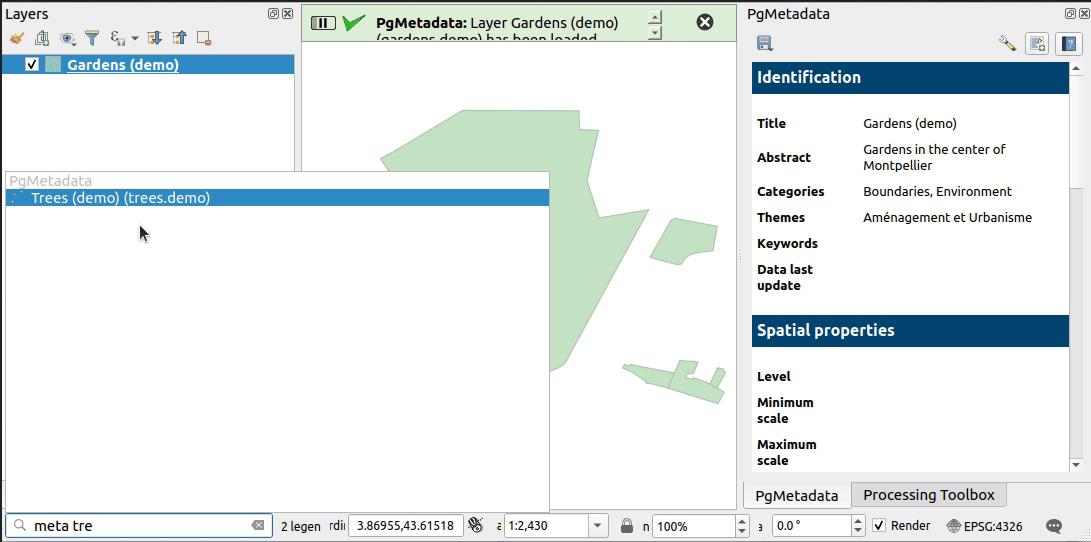 Layers
Gardens (demo)
PgMetadata
Trees (demo) (trees.demo)
PgMetadata: Layer Gardens (demo)
(gardens.demo) has been loaded
PgMetadata
Identification
Title Gardens (demo)
Abstract Gardens in the center of
Montpellier
Categories Boundaries, Environment
Themes Aménagement et Urbanisme
Keywords
Data last
update
Spatial properties
Level
Minimum
scale
Maximum
scale
PgMetadata Processing Toolbox
meta tre 2 legen rdi 3.86955,43.61518 a 1:2,430 n 100% a 0.0 ° Render EPSG:4326